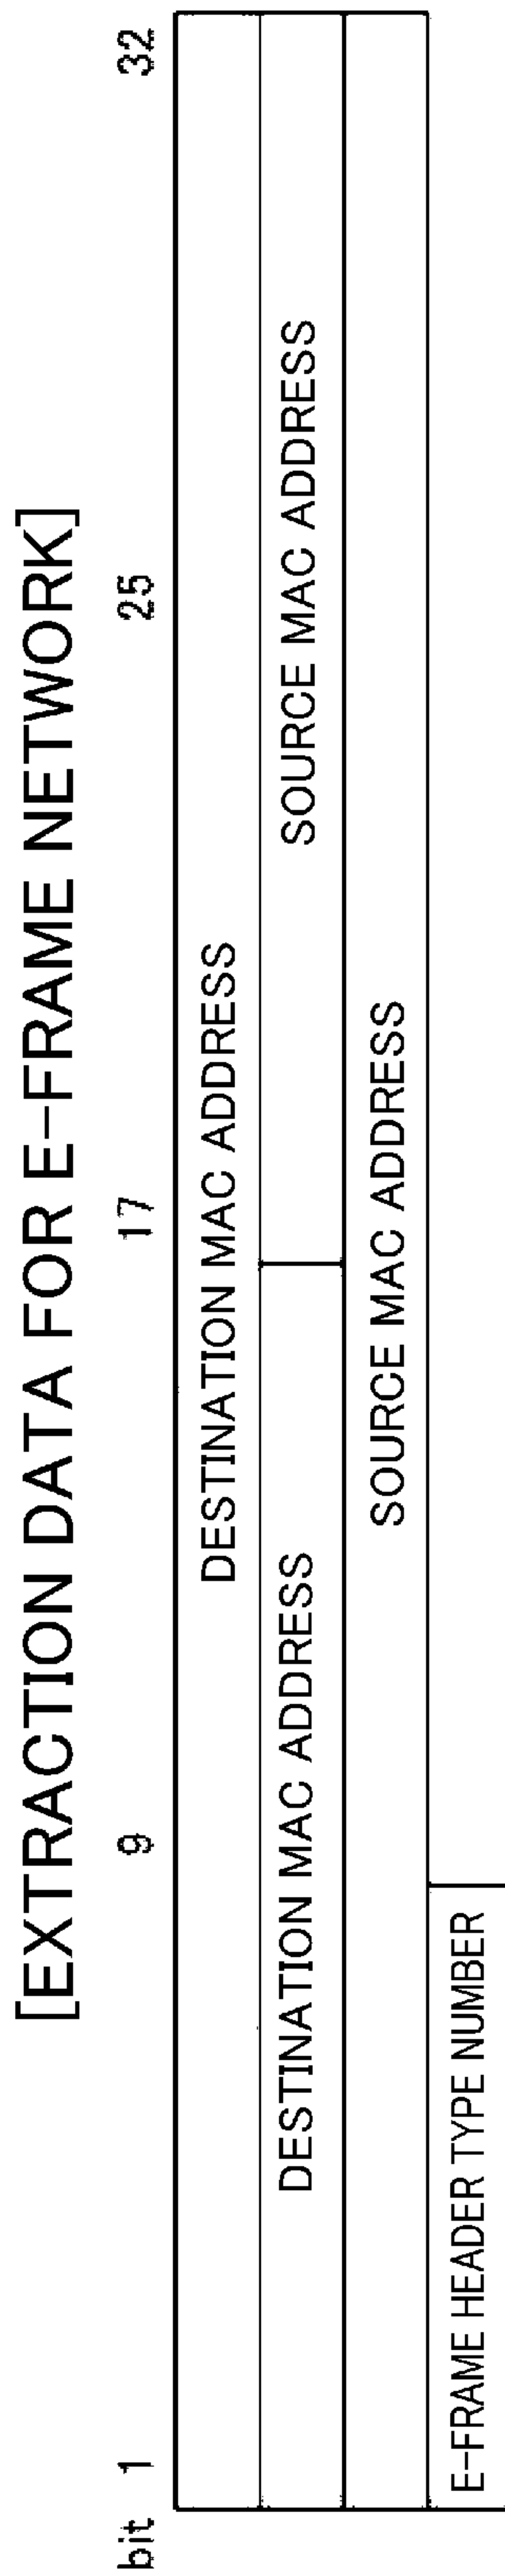 [EXTRACTION DATA FOR E-FRAME NETWORK]
bit 1 9 17 25 32
DESTINATION MAC ADDRESS
DESTINATION MAC ADDRESS SOURCE MAC ADDRESS
SOURCE MAC ADDRESS
E-FRAME HEADER TYPE NUMBER